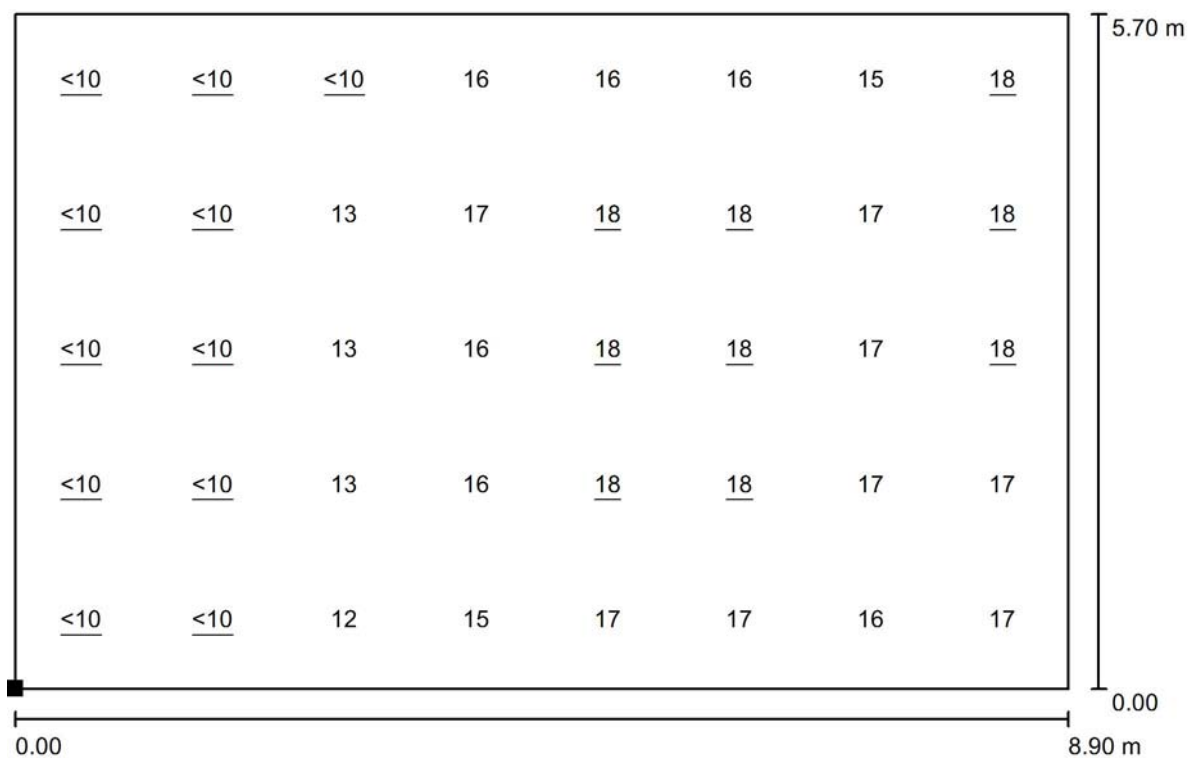 5.70 m
<10 <10 <10 16 16 16 15 18
<10 <10 13 17 18 18 17 18
<10 <10 13 16 18 18 17 18
<10 <10 13 16 18 18 17 17
<10 <10 12 15 17 17 16 17
0.00
0.00 8.90 m